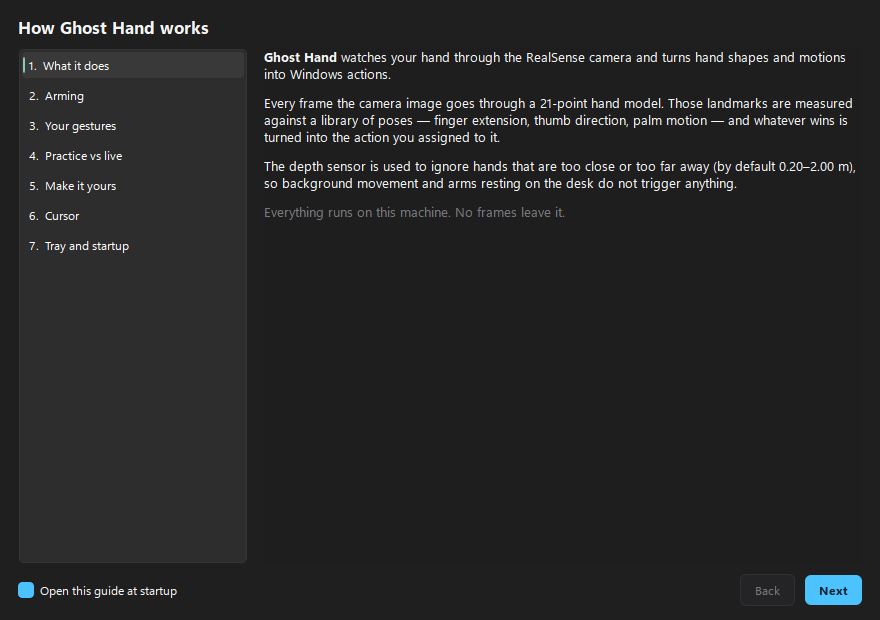 How Ghost Hand works
1. What it does
2. Arming
3. Your gestures
4. Practice vs live
5. Make it yours
6. Cursor
7. Tray and startup
Ghost Hand watches your hand through the RealSense camera and turns hand shapes and motions
into Windows actions.
Every frame the camera image goes through a 21-point hand model. Those landmarks are measured
against a library of poses — finger extension, thumb direction, palm motion — and whatever wins is
turned into the action you assigned to it.
The depth sensor is used to ignore hands that are too close or too far away (by default 0.20–2.00 m),
so background movement and arms resting on the desk do not trigger anything.
Everything runs on this machine. No frames leave it.
Open this guide at startup
Back
Next